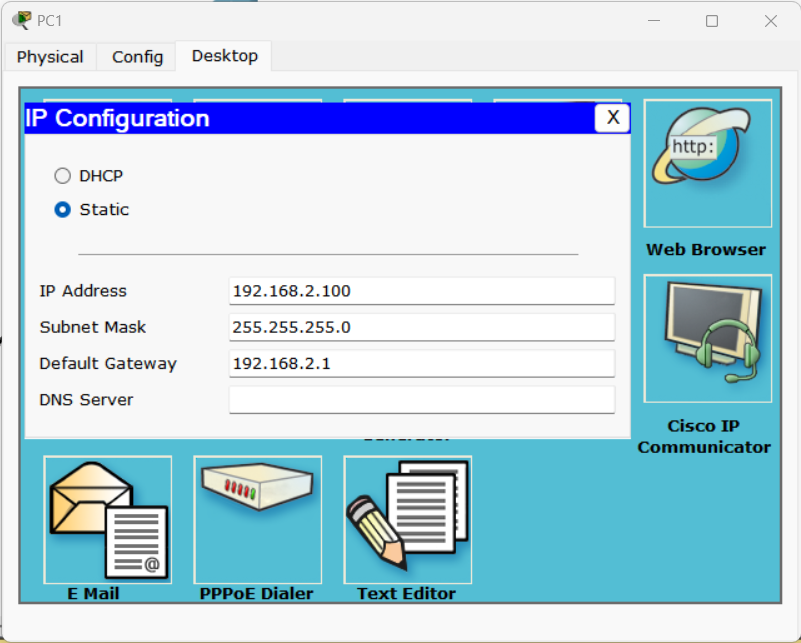 PC1
Physical Config Desktop
IP Configuration X
DHCP
Static
IP Address 192.168.2.100
Subnet Mask 255.255.255.0
Default Gateway 192.168.2.1
DNS Server
http:
Web Browser
Cisco IP
Communicator
@
E Mail PPPoE Dialer Text Editor